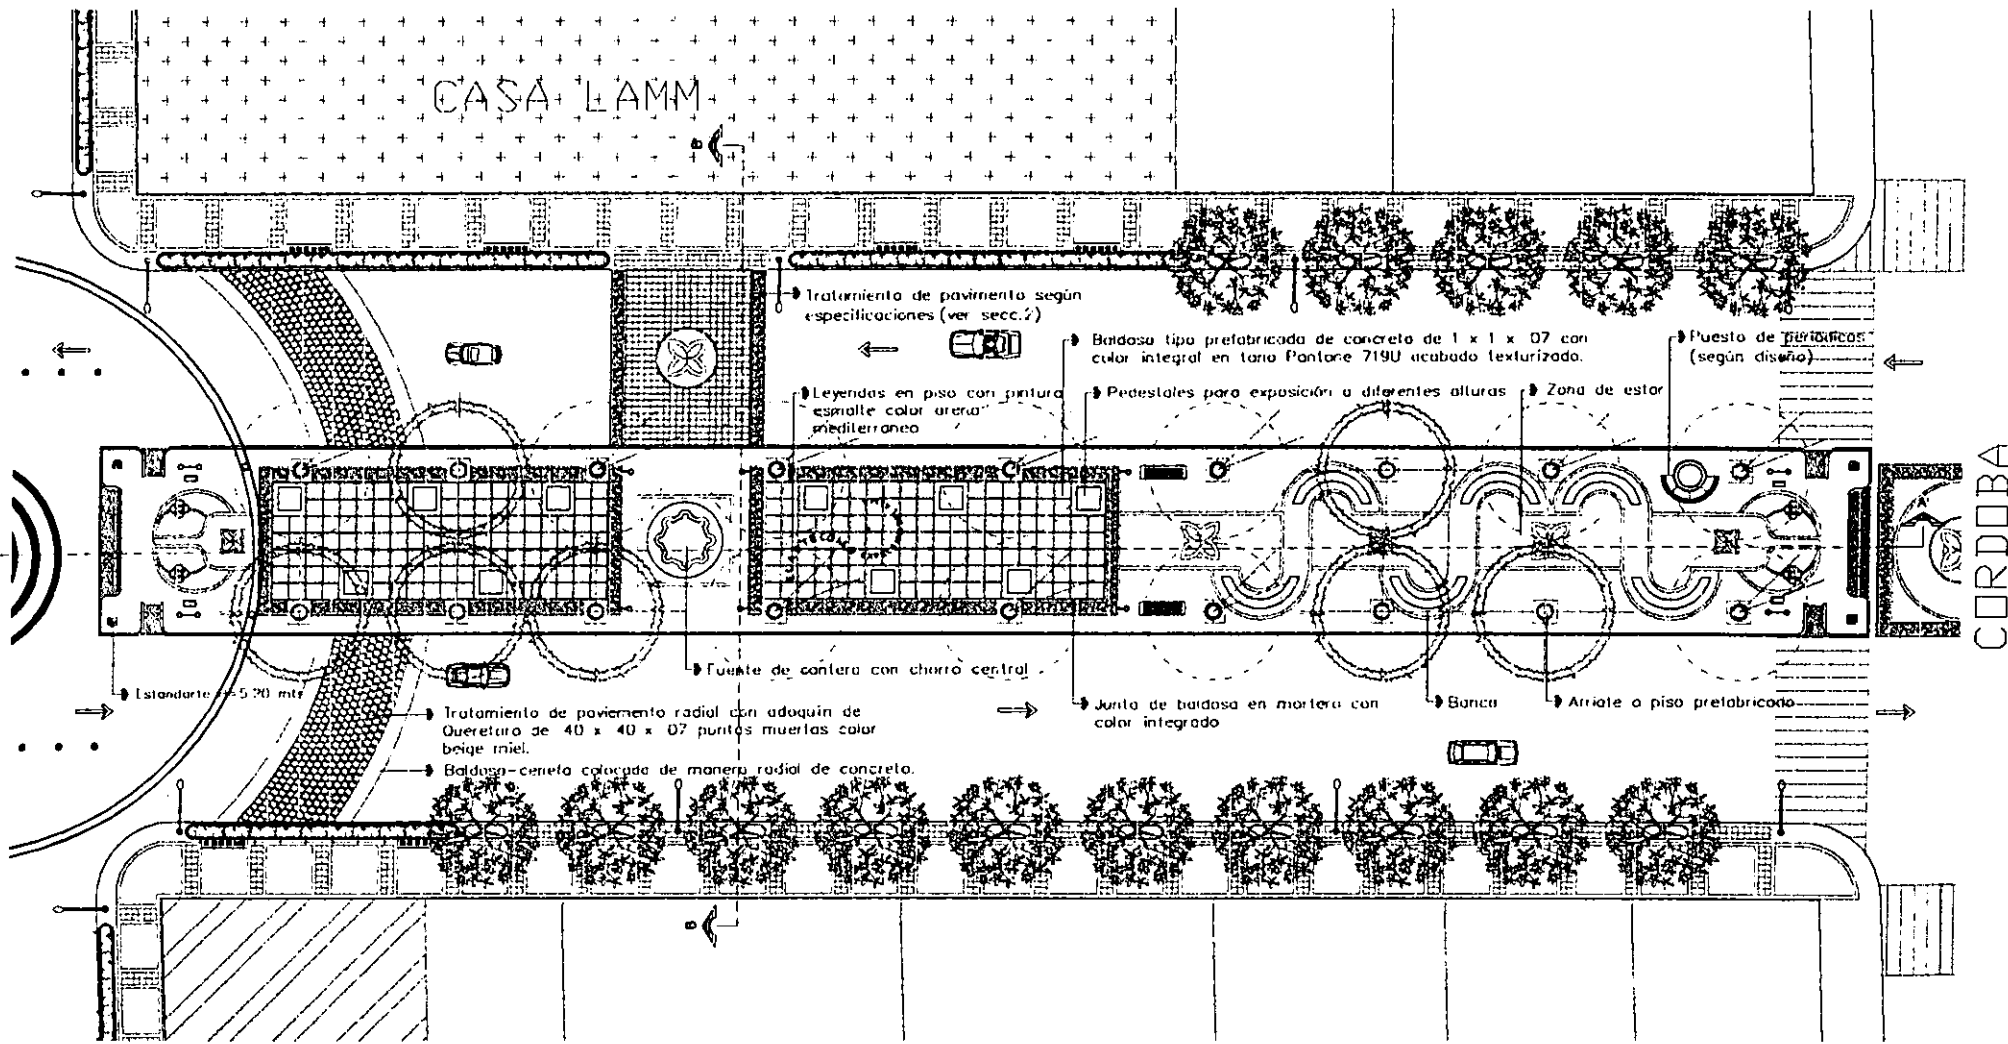 CASA LAMM
B
Tratamiento de pavimento según
especificaciones (ver secc.2)
Baldosa tipo prefabricada de concreto de 1 x 1 x 07 con
color integral en tono Pantone 719U acabado texturizado.
Puesto de periodicos
(según diseño)
Leyendas en piso con pintura
esmalte color arena
mediterraneo
Pedestales para exposición a diferentes alturas
Zona de estar
CORDOBA
A'
Fuente de cantera con chorro central
Estandarte 5.20 mts
Junta de baldosa en mortero con
color integrado
Banca
Arriate a piso prefabricado
Tratamiento de paviemento radial con adoquin de
Queretaro de 40 x 40 x 07 puntas muertas color
beige miel.
Baldosa-ceneta colocada de manera radial de concreto.
B